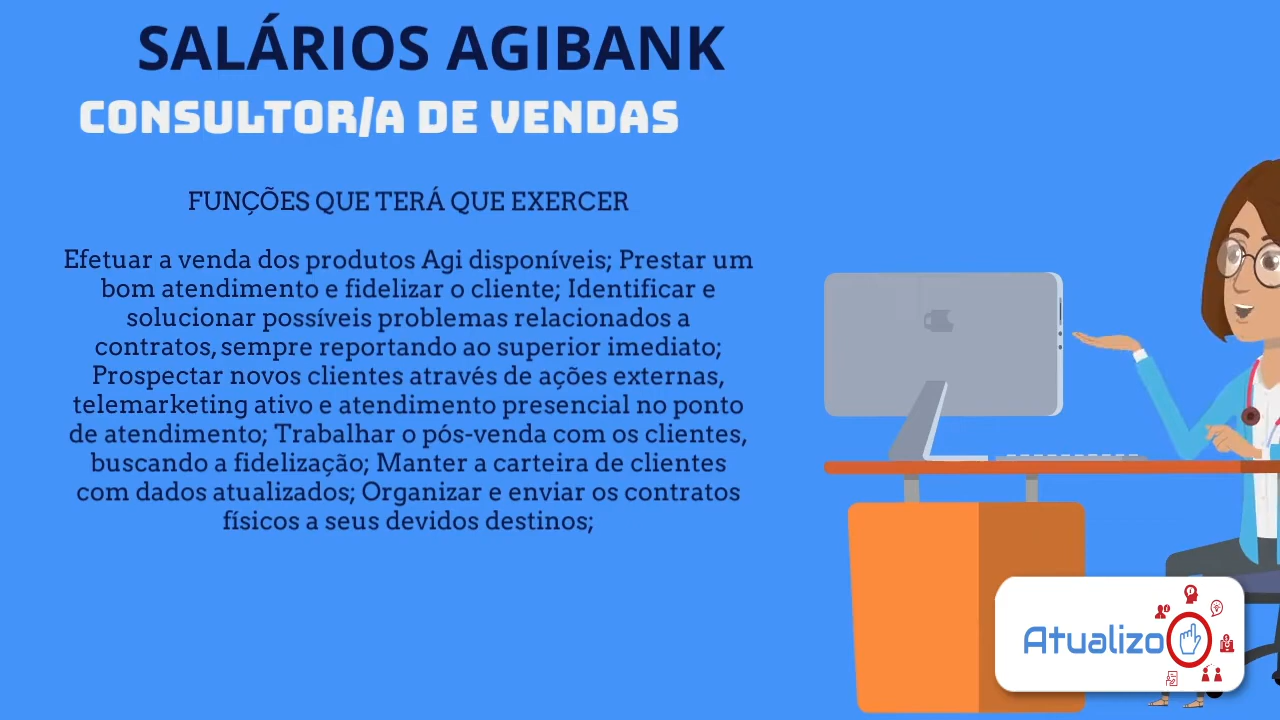 SALÁRIOS AGIBANK
CONSULTOR/A DE VENDAS
FUNÇÕES QUE TERÁ QUE EXERCER
Efetuar a venda dos produtos Agi disponíveis; Prestar um
bom atendimento e fidelizar o cliente; Identificar e
solucionar possíveis problemas relacionados a
contratos, sempre reportando ao superior imediato;
Prospectar novos clientes através de ações externas,
telemarketing ativo e atendimento presencial no ponto
de atendimento; Trabalhar o pós-venda com os clientes,
buscando a fidelização; Manter a carteira de clientes
com dados atualizados; Organizar e enviar os contratos
físicos a seus devidos destinos;
Atualizo